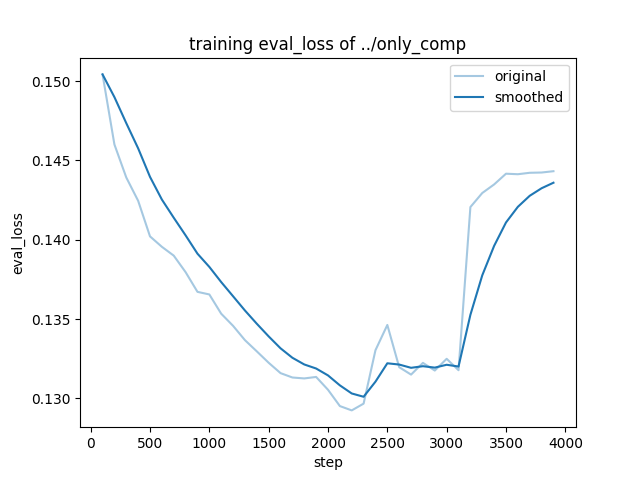 training eval_loss of ../only_comp
original
smoothed
eval_loss
0.150
0.145
0.140
0.135
0.130
0 500 1000 1500 2000 2500 3000 3500 4000
step